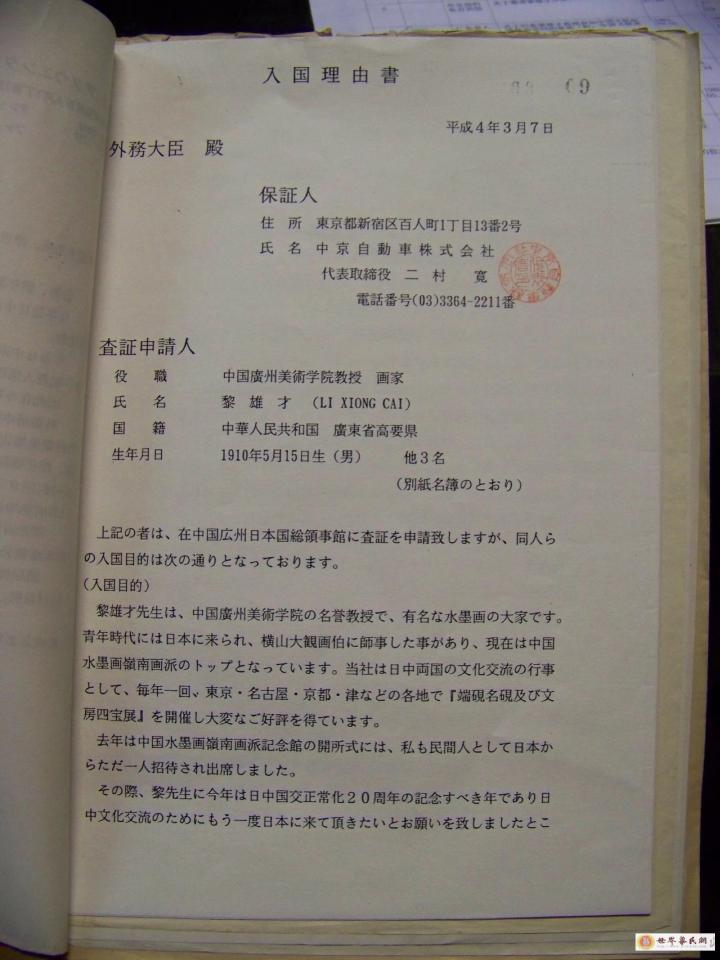 入国理由書
09
平成4年3月7日
外務大臣 殿
保証人
住 所 東京都新宿区百人町1丁目13番2号
氏 名 中京自動車株式会社
代表取締役 二 村 寛
電話番号(03)3364-2211番
査証申請人
役 職 中国廣州美術学院教授 画家
氏 名 黎 雄 才 (LI XIONG CAI)
国 籍 中華人民共和国 廣東省高要県
生年月日 1910年5月15日生(男) 他3名
(別紙名簿のとおり)
上記の者は、在中国広州日本国総領事館に査証を申請致しますが、同人ら
の入国目的は次の通りとなっております。
(入国目的)
黎雄才先生は、中国廣州美術学院の名誉教授で、有名な水墨画の大家です。
青年時代には日本に来られ、横山大観画伯に師事した事があり、現在は中国
水墨画嶺南画派のトップとなっています。当社は日中両国の文化交流の行事
として、毎年一回、東京・名古屋・京都・津などの各地で『端硯名硯及び文
房四宝展』を開催し大変なご好評を得ています。
去年は中国水墨画嶺南画派記念館の開所式には、私も民間人として日本か
らただ一人招待され出席しました。
その際、黎先生に今年は日中国交正常化20周年の記念すべき年であり日
中文化交流のためにもう一度日本に来て頂きたいとお願いを致しましたとこ
世界黎民網